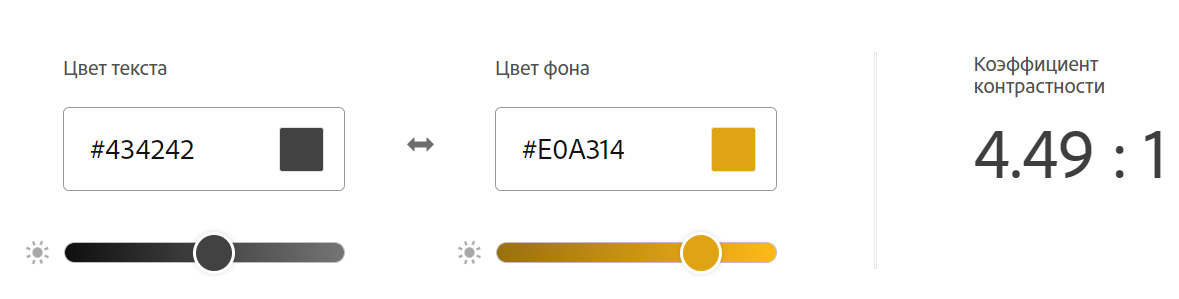 Цвет текста
#434242
Цвет фона
#E0A314
Коэффициент
контрастности
4.49 : 1